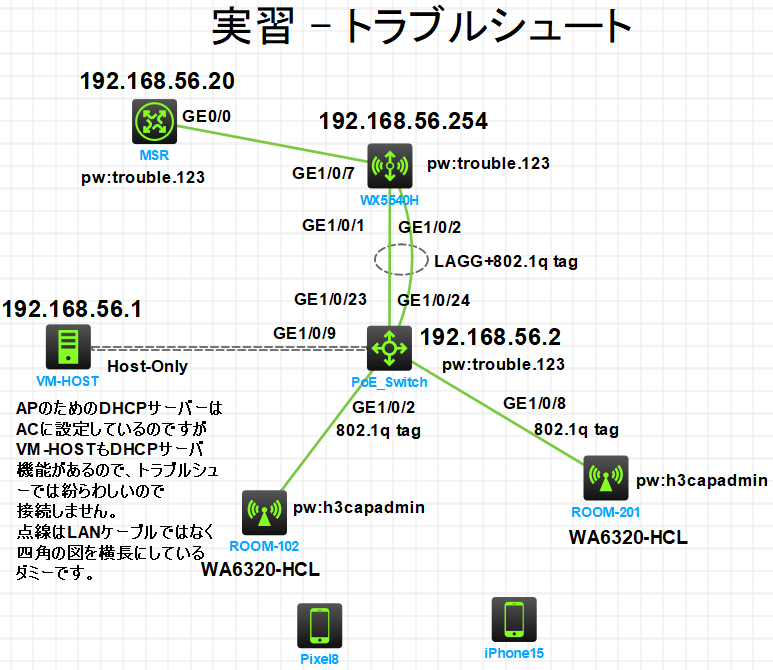 実習 – トラブルシュート
192.168.56.20
GE0/0
MSR
pw:trouble.123
192.168.56.254
GE1/0/7
pw:trouble.123
WX5540H
GE1/0/1
GE1/0/2
LAGG+802.1q tag
GE1/0/23
GE1/0/24
192.168.56.1
GE1/0/9
192.168.56.2
VM-HOST
Host-Only
pw:trouble.123
PoE_Switch
APのためのDHCPサーバーは
ACに設定しているのですが
VM-HOSTもDHCPサーバ
機能があるので、トラブルシュ
ーでは紛らわしいので
接続しません。
点線はLANケーブルではなく
四角の図を横長にしている
ダミーです。
GE1/0/2
802.1q tag
GE1/0/8
802.1q tag
pw:h3capadmin
ROOM-102
WA6320-HCL
pw:h3capadmin
ROOM-201
WA6320-HCL
Pixel8
iPhone15